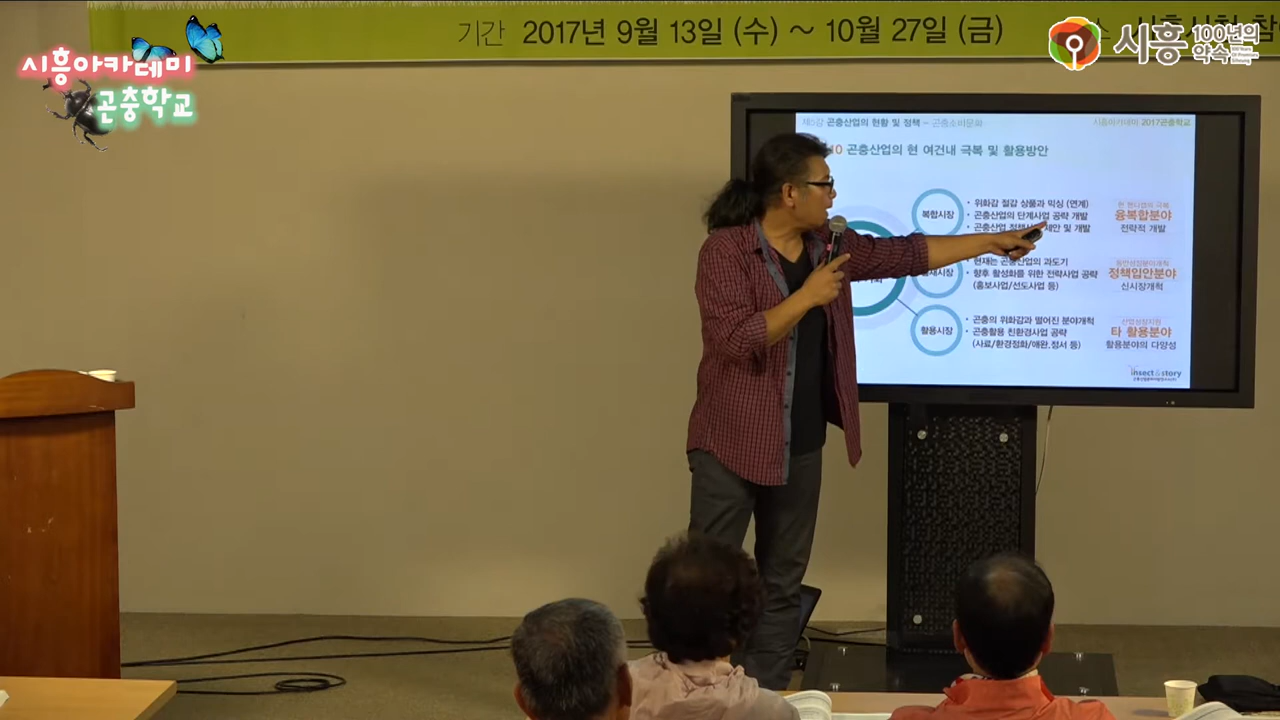 기간 2017년 9월 13일 (수) ~ 10월 27일 (금)
시흥 100년의 약속
시흥아카데미
곤충학교
제5강 곤충산업의 현황 및 정책 - 곤충소비문화
시흥아카데미 2017곤충학교
10 곤충산업의 현 여건내 극복 및 활용방안
복합시장
• 위화감 절감 상품과 믹싱 (연계)
• 곤충산업의 단계사업 공략 개발
• 곤충산업 제안 및 개발
융복합분야
전략적 개발
• 현재는 곤충산업의 과도기
• 향후 활성화를 위한 전략사업 공략
(홍보사업/선도사업 등)
정책입안분야
신시장개척
활용시장
• 곤충의 위화감과 떨어진 분야개척
• 곤충활용 친환경사업 공략
(사료/환경정화/애완,정서 등)
타 활용분야
활용분야의 다양성
insect & story